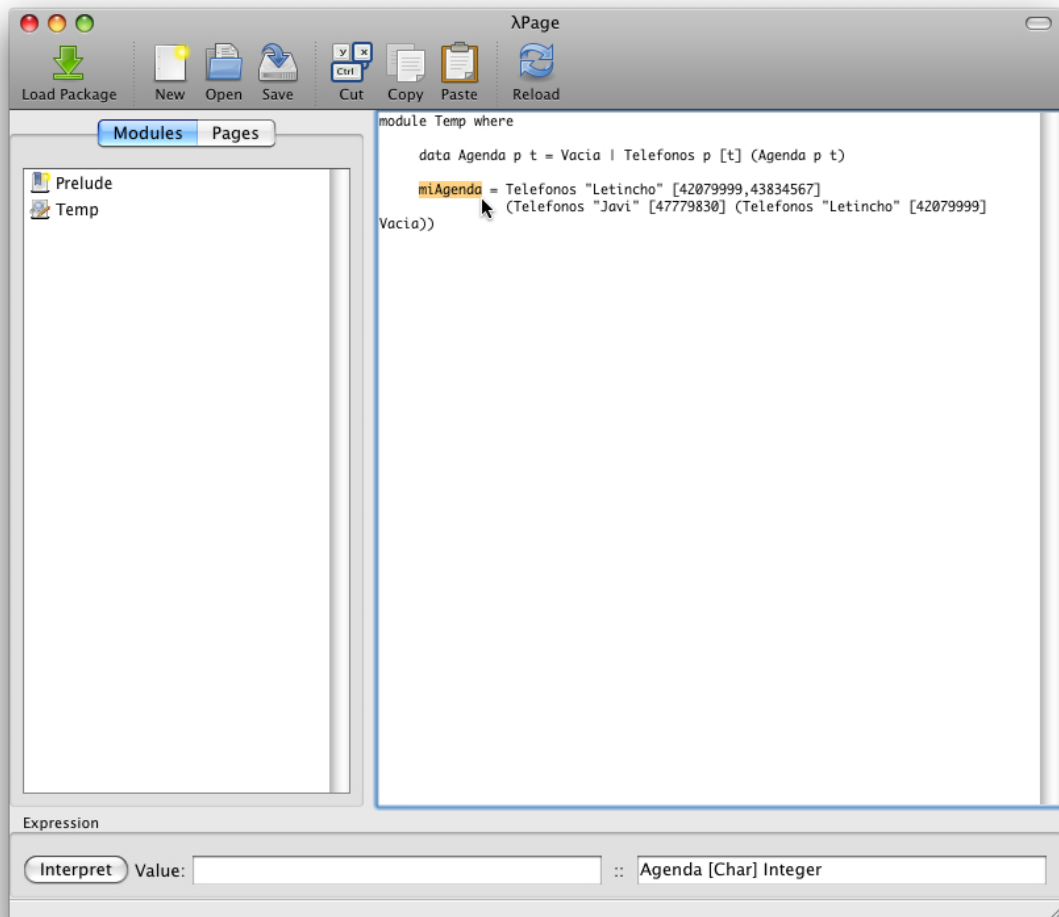 λPage
Load Package New Open Save Cut Copy Paste Reload
y x
Ctrl
Modules Pages
Prelude
Temp
module Temp where
data Agenda p t = Vacia | Telefonos p [t] (Agenda p t)
miAgenda = Telefonos "Letincho" [42079999,43834567]
(Telefonos "Javi" [47779830] (Telefonos "Letincho" [42079999]
Vacia))
Expression
Interpret Value: :: Agenda [Char] Integer